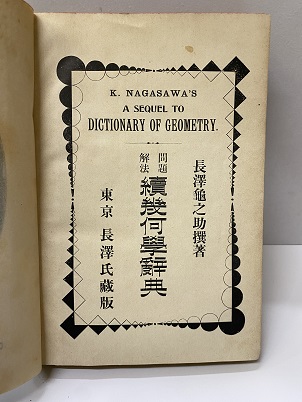 K. NAGASAWA'S
A SEQUEL TO
DICTIONARY OF GEOMETRY.
長澤龜之助撰著
問題
解法
續幾何學辭典
東京 長澤氏藏版